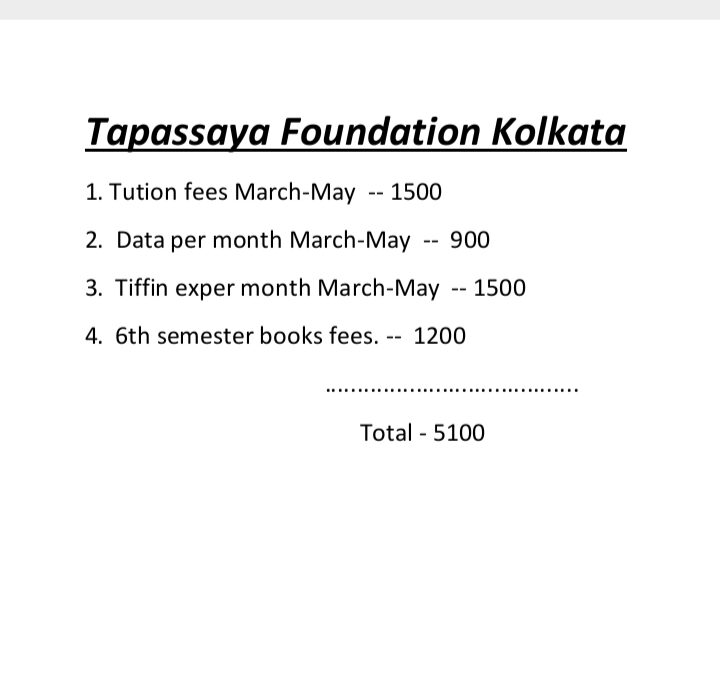 Tapassaya Foundation Kolkata
1. Tution fees March-May -- 1500
2. Data per month March-May -- 900
3. Tiffin exper month March-May -- 1500
4. 6th semester books fees. -- 1200
........................................
Total - 5100